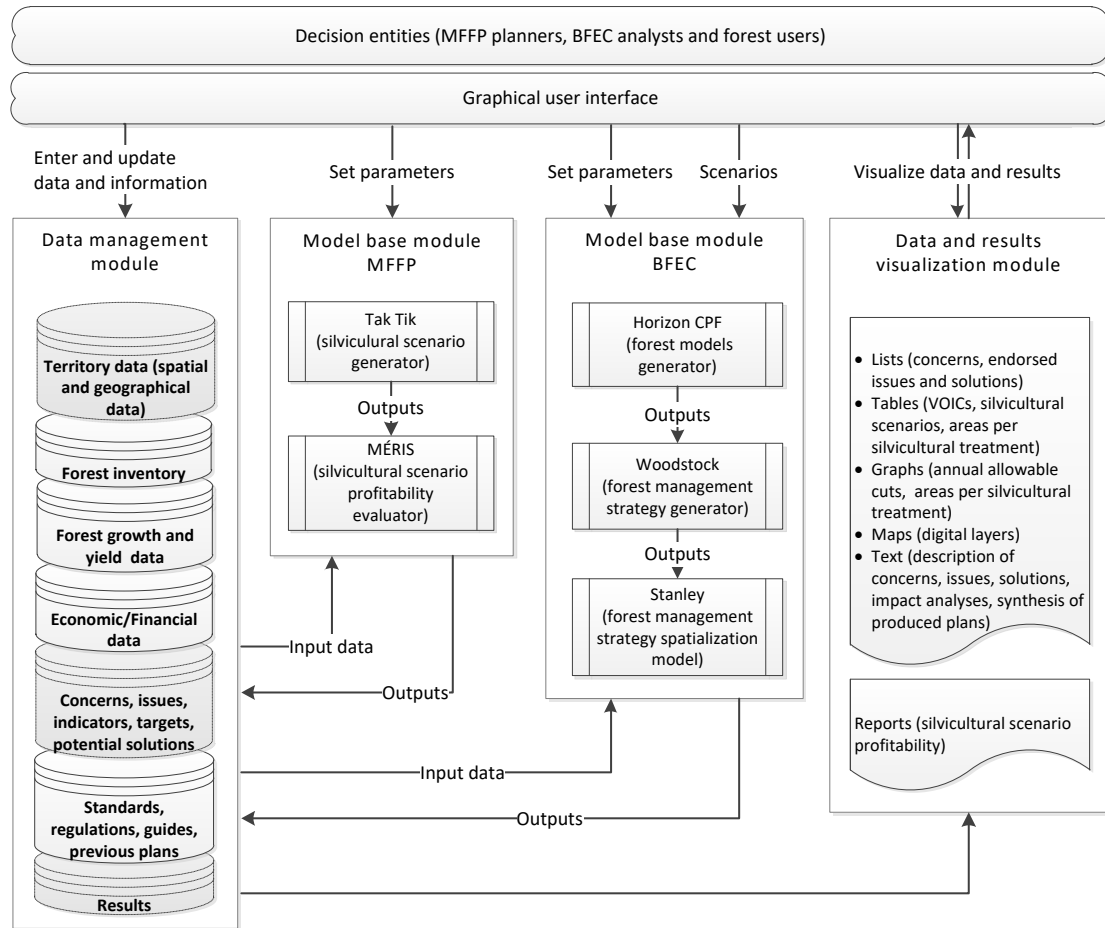 Decision entities (MFFP planners, BFEC analysts and forest users)
Graphical user interface
Enter and update
data and information
Set parameters
Set parameters
Scenarios
Visualize data and results
Data management
module
Territory data (spatial
and geographical
data)
Forest inventory
Forest growth and
yield data
Economic/Financial
data
Concerns, issues,
indicators, targets,
potential solutions
Standards,
regulations, guides,
previous plans
Results
Model base module
MFFP
Tak Tik
(silviculural scenario
generator)
Outputs
MÉRIS
(silvicultural scenario
profitability
evaluator)
Input data
Outputs
Model base module
BFEC
Horizon CPF
(forest models
generator)
Outputs
Woodstock
(forest management
strategy generator)
Outputs
Stanley
(forest management
strategy spatialization
model)
Input data
Outputs
Data and results
visualization module
• Lists (concerns, endorsed
issues and solutions)
• Tables (VOICs, silvicultural
scenarios, areas per
silvicultural treatment)
• Graphs (annual allowable
cuts, areas per silvicultural
treatment)
• Maps (digital layers)
• Text (description of
concerns, issues, solutions,
impact analyses, synthesis of
produced plans)
Reports (silvicultural scenario
profitability)